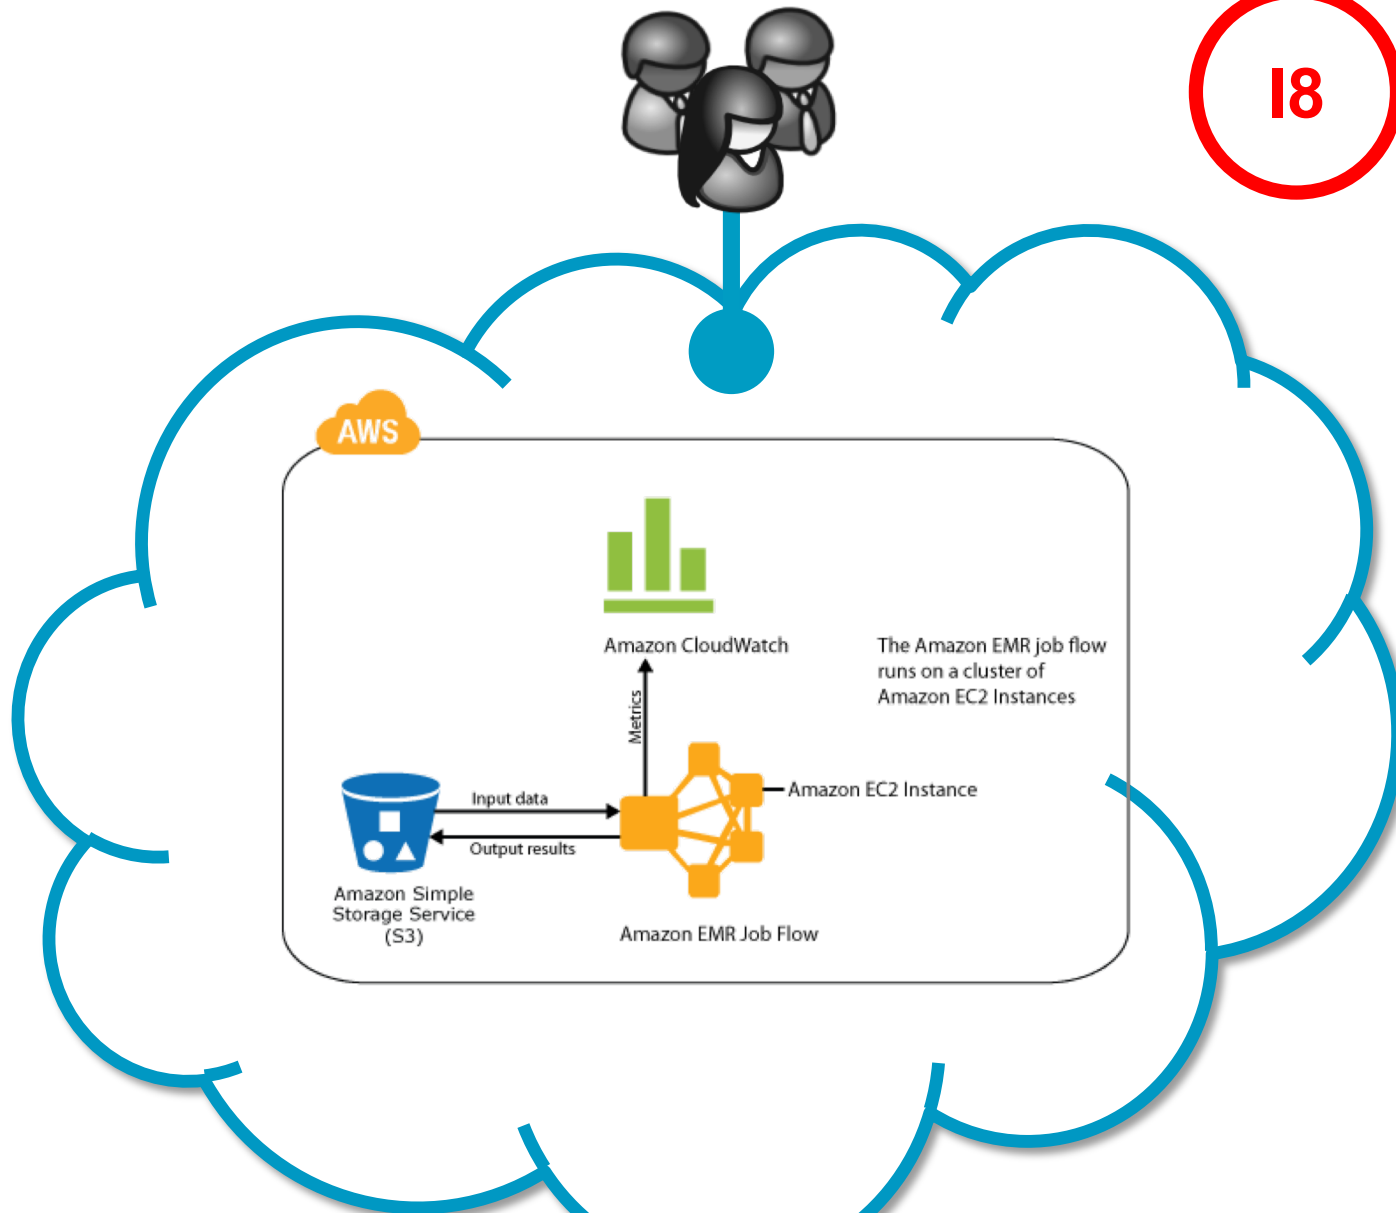 I8
AWS
Amazon CloudWatch
The Amazon EMR job flow
runs on a cluster of
Amazon EC2 Instances
Metrics
Amazon EC2 Instance
Input data
Output results
Amazon Simple
Storage Service
(S3)
Amazon EMR Job Flow